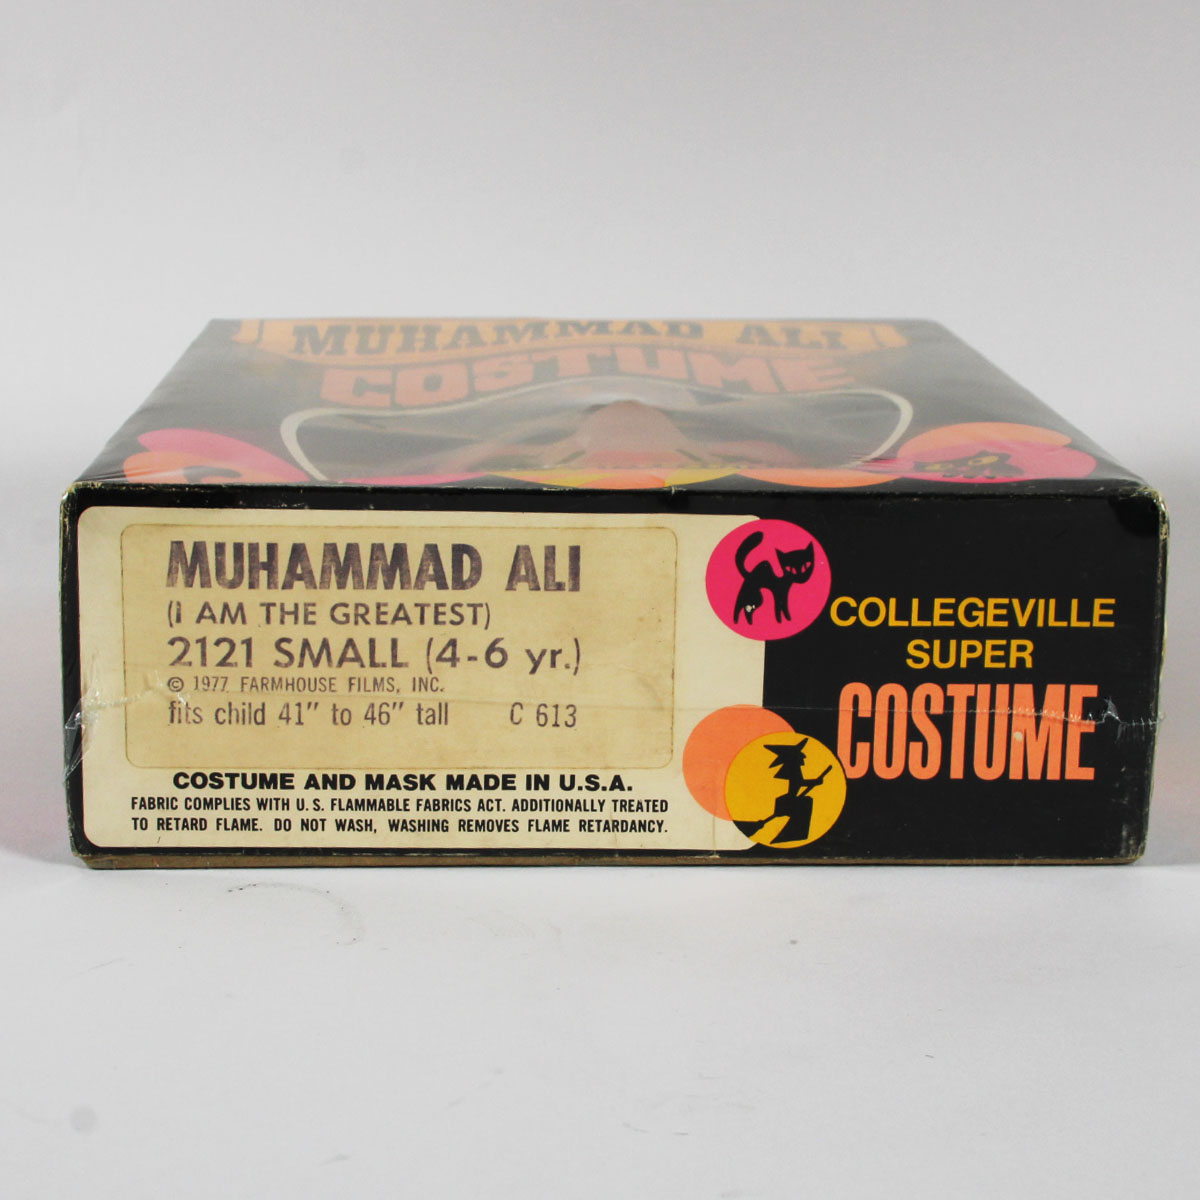 MUHAMMAD ALI
COSTUME
MUHAMMAD ALI
(I AM THE GREATEST)
2121 SMALL (4-6 yr.)
© 1977 FARMHOUSE FILMS, INC.
fits child 41" to 46" tall C 613
COSTUME AND MASK MADE IN U.S.A.
FABRIC COMPLIES WITH U. S. FLAMMABLE FABRICS ACT. ADDITIONALLY TREATED
TO RETARD FLAME. DO NOT WASH, WASHING REMOVES FLAME RETARDANCY.
COLLEGEVILLE
SUPER
COSTUME